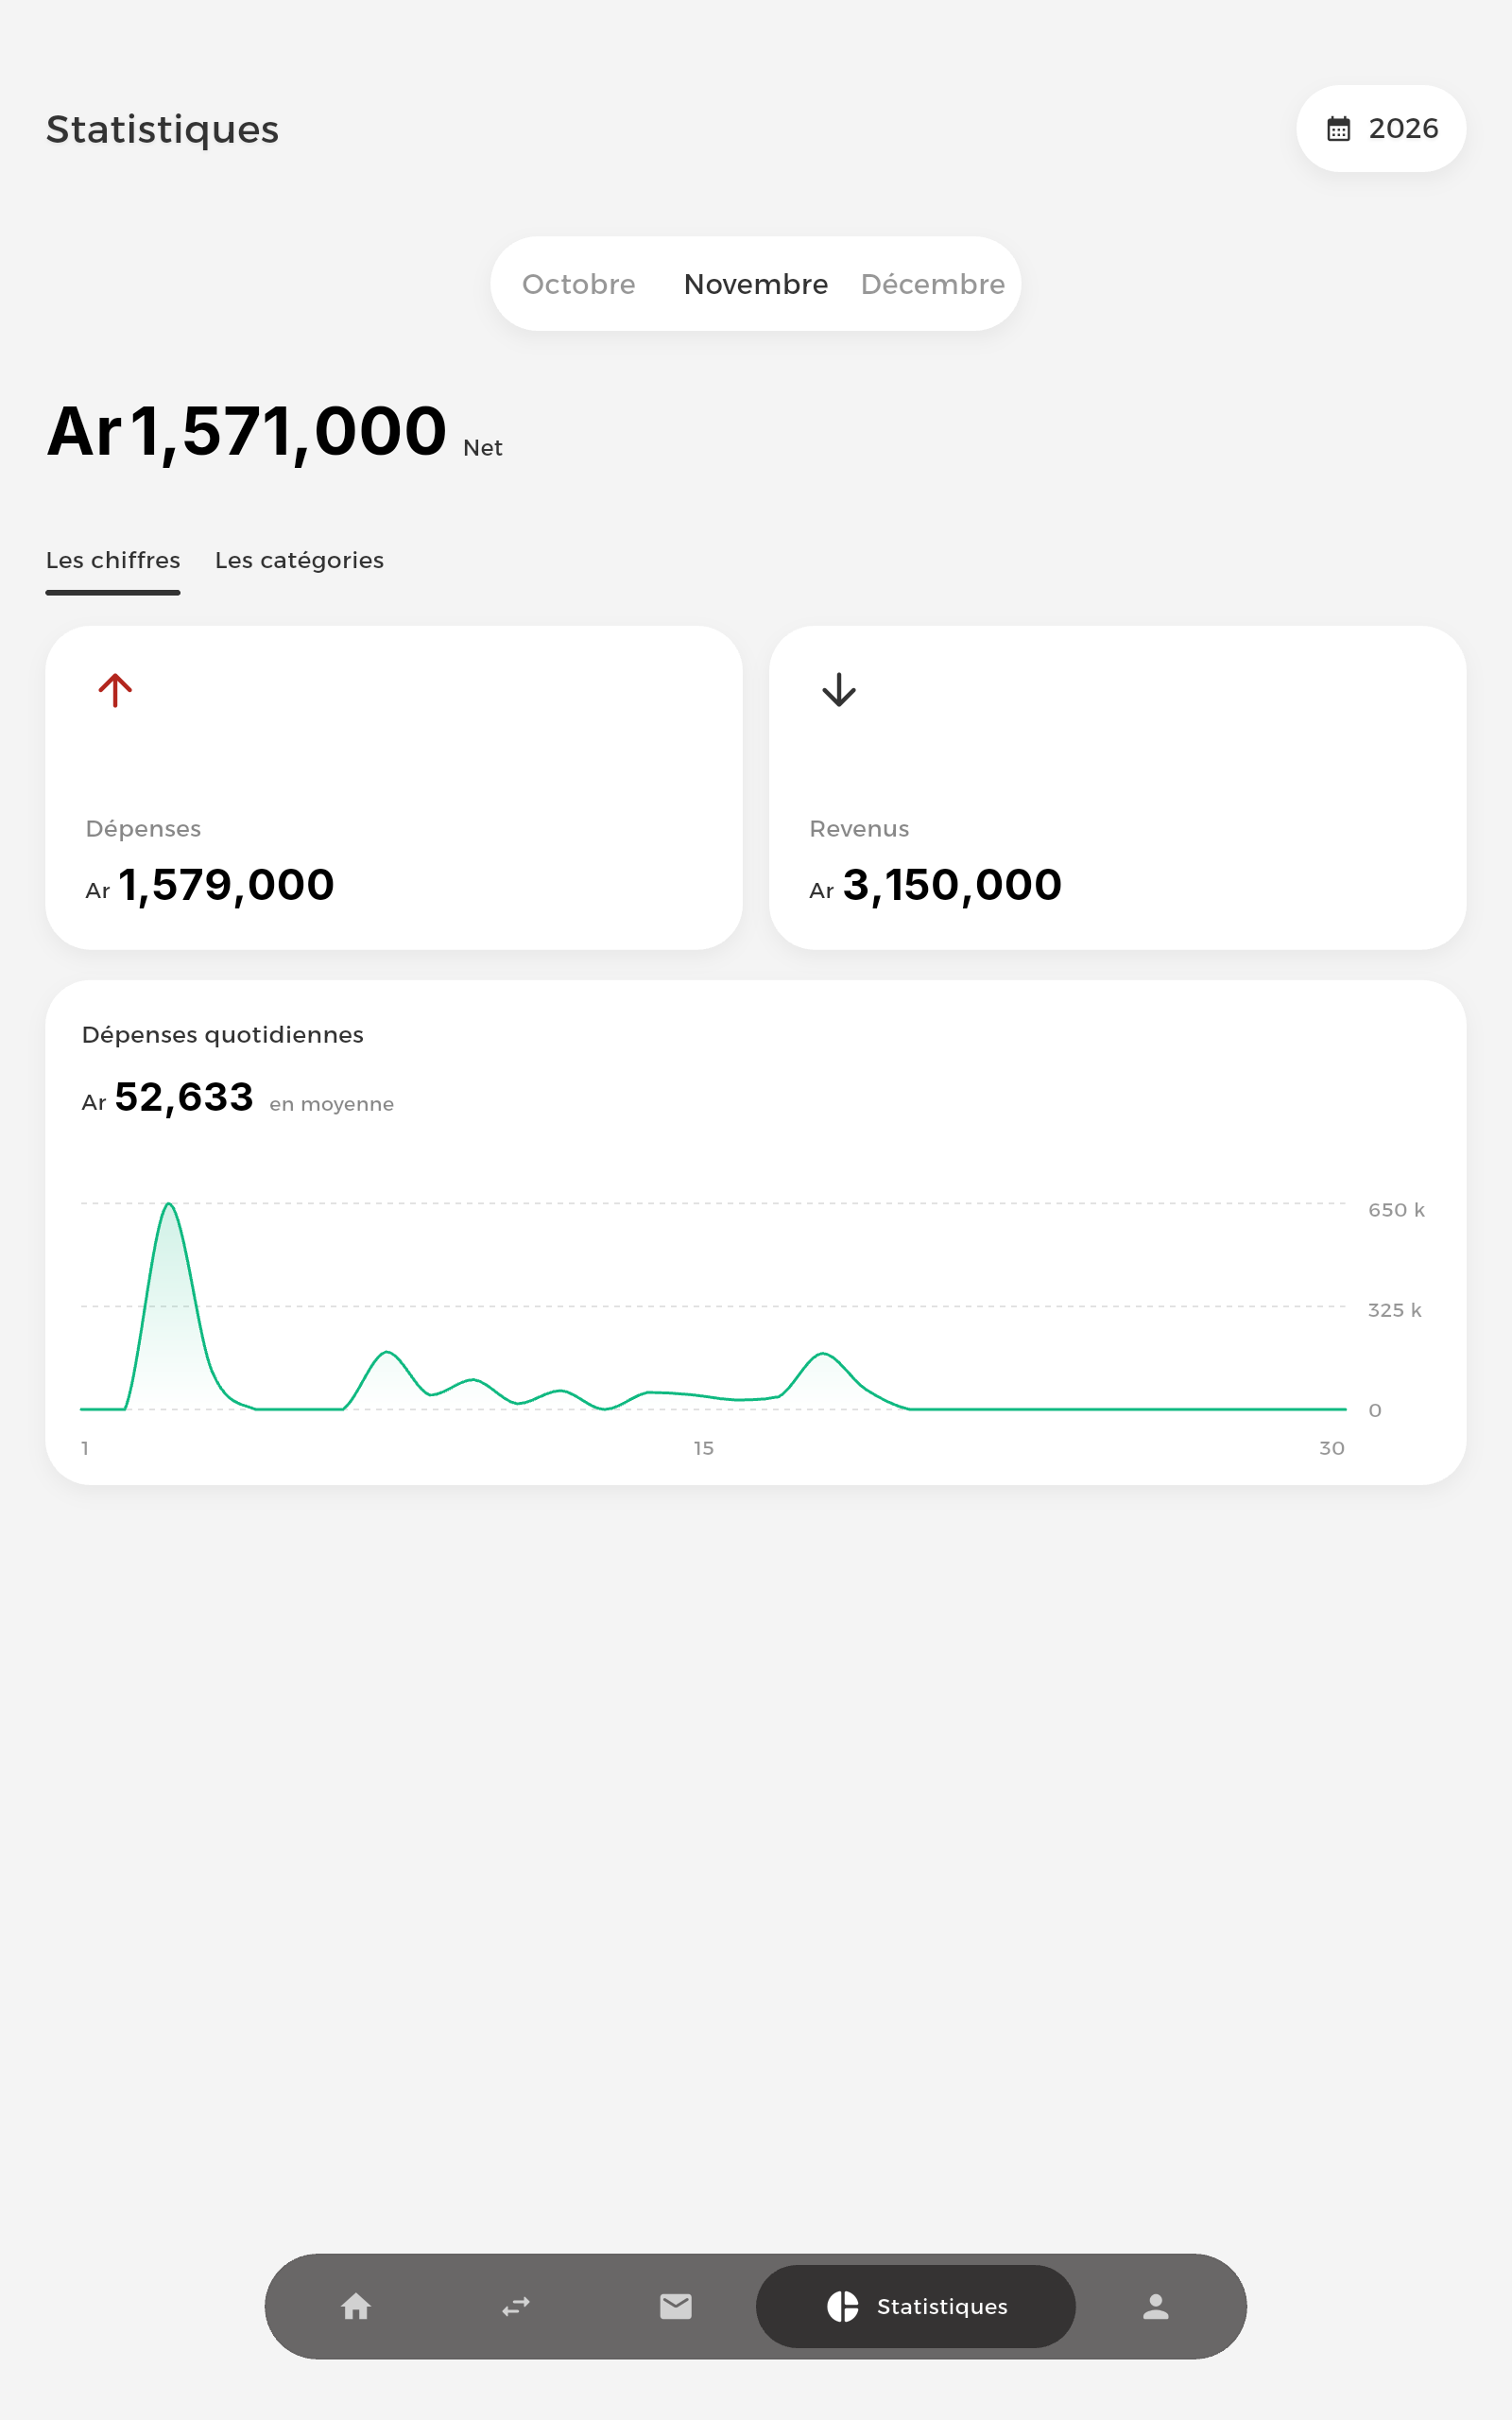 Statistiques
2026
Octobre Novembre Décembre
Ar 1,571,000 Net
Les chiffres Les catégories
Dépenses
Ar 1,579,000
Revenus
Ar 3,150,000
Dépenses quotidiennes
Ar 52,633 en moyenne
650 k
325 k
0
1 15 30
Statistiques